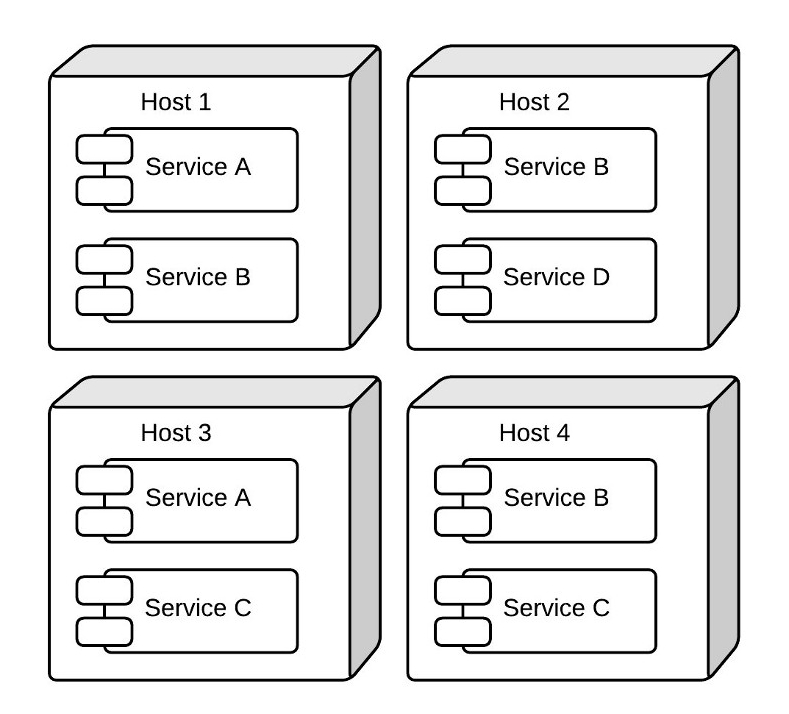 Host 1
Service A
Service B
Host 2
Service B
Service D
Host 3
Service A
Service C
Host 4
Service B
Service C